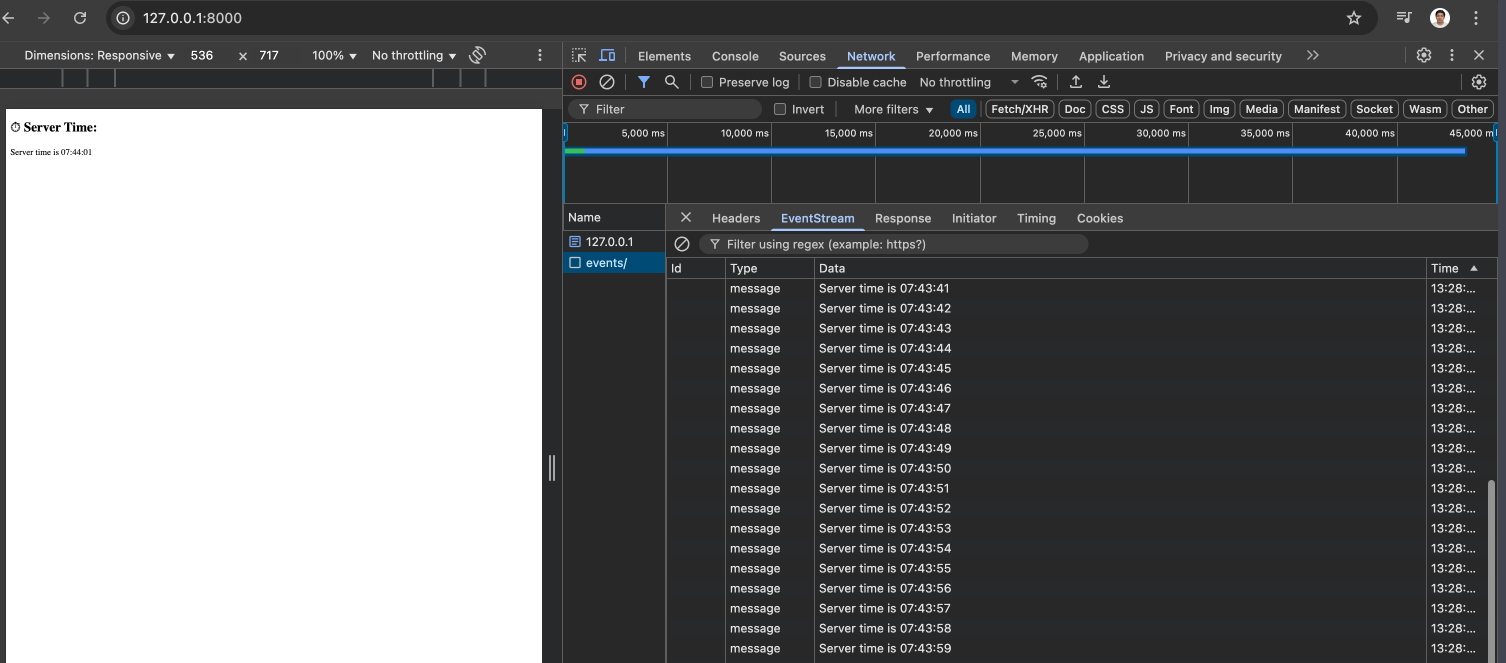 127.0.0.1:8000
Dimensions: Responsive 536 x 717 100% No throttling
Elements Console Sources Network Performance Memory Application Privacy and security
Preserve log Disable cache No throttling
Filter Invert More filters All Fetch/XHR Doc CSS JS Font Img Media Manifest Socket Wasm Other
5,000 ms 10,000 ms 15,000 ms 20,000 ms 25,000 ms 30,000 ms 35,000 ms 40,000 ms 45,000 m
⏱ Server Time:
Server time is 07:44:01
Name
127.0.0.1
events/
Headers EventStream Response Initiator Timing Cookies
Filter using regex (example: https?)
Id Type Data Time
message Server time is 07:43:41 13:28:...
message Server time is 07:43:42 13:28:...
message Server time is 07:43:43 13:28:...
message Server time is 07:43:44 13:28:...
message Server time is 07:43:45 13:28:...
message Server time is 07:43:46 13:28:...
message Server time is 07:43:47 13:28:...
message Server time is 07:43:48 13:28:...
message Server time is 07:43:49 13:28:...
message Server time is 07:43:50 13:28:...
message Server time is 07:43:51 13:28:...
message Server time is 07:43:52 13:28:...
message Server time is 07:43:53 13:28:...
message Server time is 07:43:54 13:28:...
message Server time is 07:43:55 13:28:...
message Server time is 07:43:56 13:28:...
message Server time is 07:43:57 13:28:...
message Server time is 07:43:58 13:28:...
message Server time is 07:43:59 13:28:...